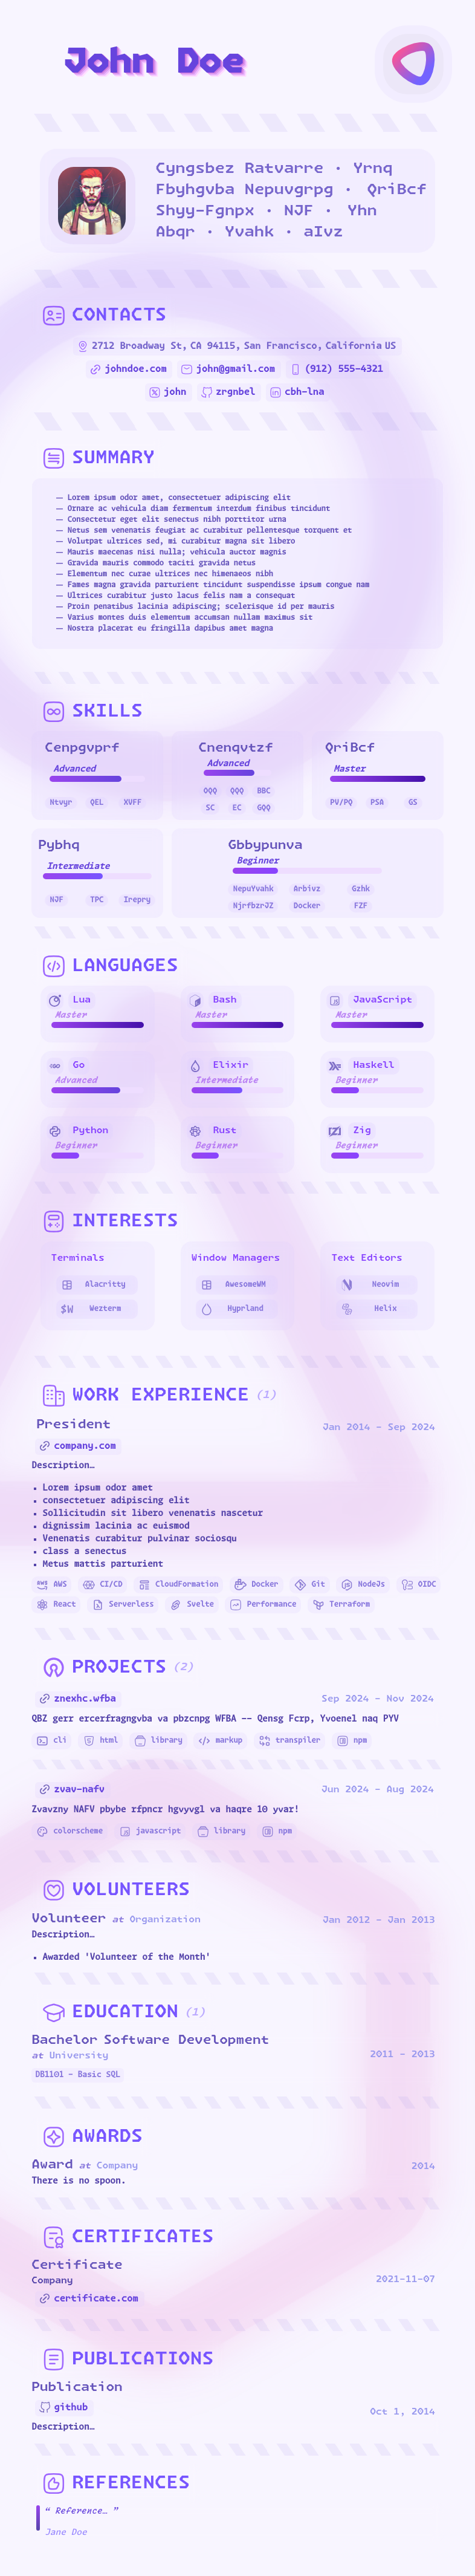 John Doe
Cyngsbez Ratvarre · Yrnq
Fbyhgvba Nepuvgrpg · QriBcf
Shyy-Fgnpx · NJF · Yhn
Abqr · Yvahk · aIvz
CONTACTS
2712 Broadway St, CA 94115, San Francisco, California US
johndoe.com john@gmail.com (912) 555-4321
john zrgnbel cbh-lna
SUMMARY
— Lorem ipsum odor amet, consectetuer adipiscing elit
— Ornare ac vehicula diam fermentum interdum finibus tincidunt
— Consectetur eget elit senectus nibh porttitor urna
— Netus sem venenatis feugiat ac curabitur pellentesque torquent et
— Volutpat ultrices sed, mi curabitur magna sit libero
— Mauris maecenas nisi nulla; vehicula auctor magnis
— Gravida mauris commodo taciti gravida netus
— Elementum nec curae ultrices nec himenaeos nibh
— Fames magna gravida parturient tincidunt suspendisse ipsum congue nam
— Ultrices curabitur justo lacus felis nam a consequat
— Proin penatibus lacinia adipiscing; scelerisque id per mauris
— Varius montes duis elementum accumsan nullam maximus sit
— Nostra placerat eu fringilla dapibus amet magna
SKILLS
Cenpgvprf
Advanced
Ntvyr QEL XVFF
Cnenqvtzf
Advanced
OQQ QQQ BBC
SC EC GQQ
QriBcf
Master
PV/PQ PSA GS
Pybhq
Intermediate
NJF TPC Irepry
Gbbypunva
Beginner
NepuYvahk Arbivz Gzhk
NjrfbzrJZ Docker FZF
LANGUAGES
Lua
Master
Bash
Master
JavaScript
Master
Go
Advanced
Elixir
Intermediate
Haskell
Beginner
Python
Beginner
Rust
Beginner
Zig
Beginner
INTERESTS
Terminals
Alacritty
$W Wezterm
Window Managers
AwesomeWM
Hyprland
Text Editors
Neovim
Helix
WORK EXPERIENCE (1)
President
Jan 2014 – Sep 2024
company.com
Description…
• Lorem ipsum odor amet
• consectetuer adipiscing elit
• Sollicitudin sit libero venenatis nascetur
• dignissim lacinia ac euismod
• Venenatis curabitur pulvinar sociosqu
• class a senectus
• Metus mattis parturient
AWS CI/CD CloudFormation Docker Git NodeJs OIDC
React Serverless Svelte Performance Terraform
PROJECTS (2)
znexhc.wfba Sep 2024 – Nov 2024
QBZ gerr ercerfragngvba va pbzcnpg WFBA -- Qensg Fcrp, Yvoenel naq PYV
cli html library markup transpiler npm
zvav-nafv Jun 2024 – Aug 2024
Zvavzny NAFV pbybe rfpncr hgvyvgl va haqre 10 yvar!
colorscheme javascript library npm
VOLUNTEERS
Volunteer at Organization Jan 2012 – Jan 2013
Description…
• Awarded 'Volunteer of the Month'
EDUCATION (1)
Bachelor Software Development
at University
2011 – 2013
DB1101 - Basic SQL
AWARDS
Award at Company 2014
There is no spoon.
CERTIFICATES
Certificate
Company
2021-11-07
certificate.com
PUBLICATIONS
Publication
github
Oct 1, 2014
Description…
REFERENCES
“ Reference… ”
Jane Doe